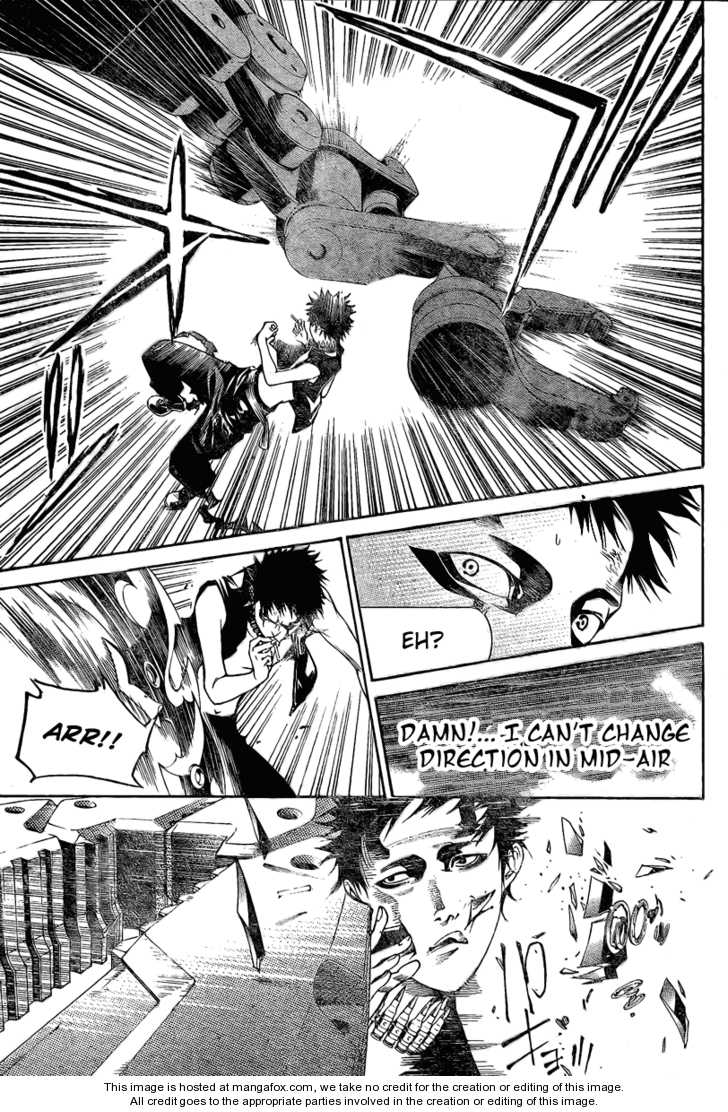 EH?
DAMN!... I CAN'T CHANGE
DIRECTION IN MID-AIR
ARR!!
This image is hosted at mangafox.com, we take no credit for the creation or editing of this image.
All credit goes to the appropriate parties involved in the creation or editing of this image.